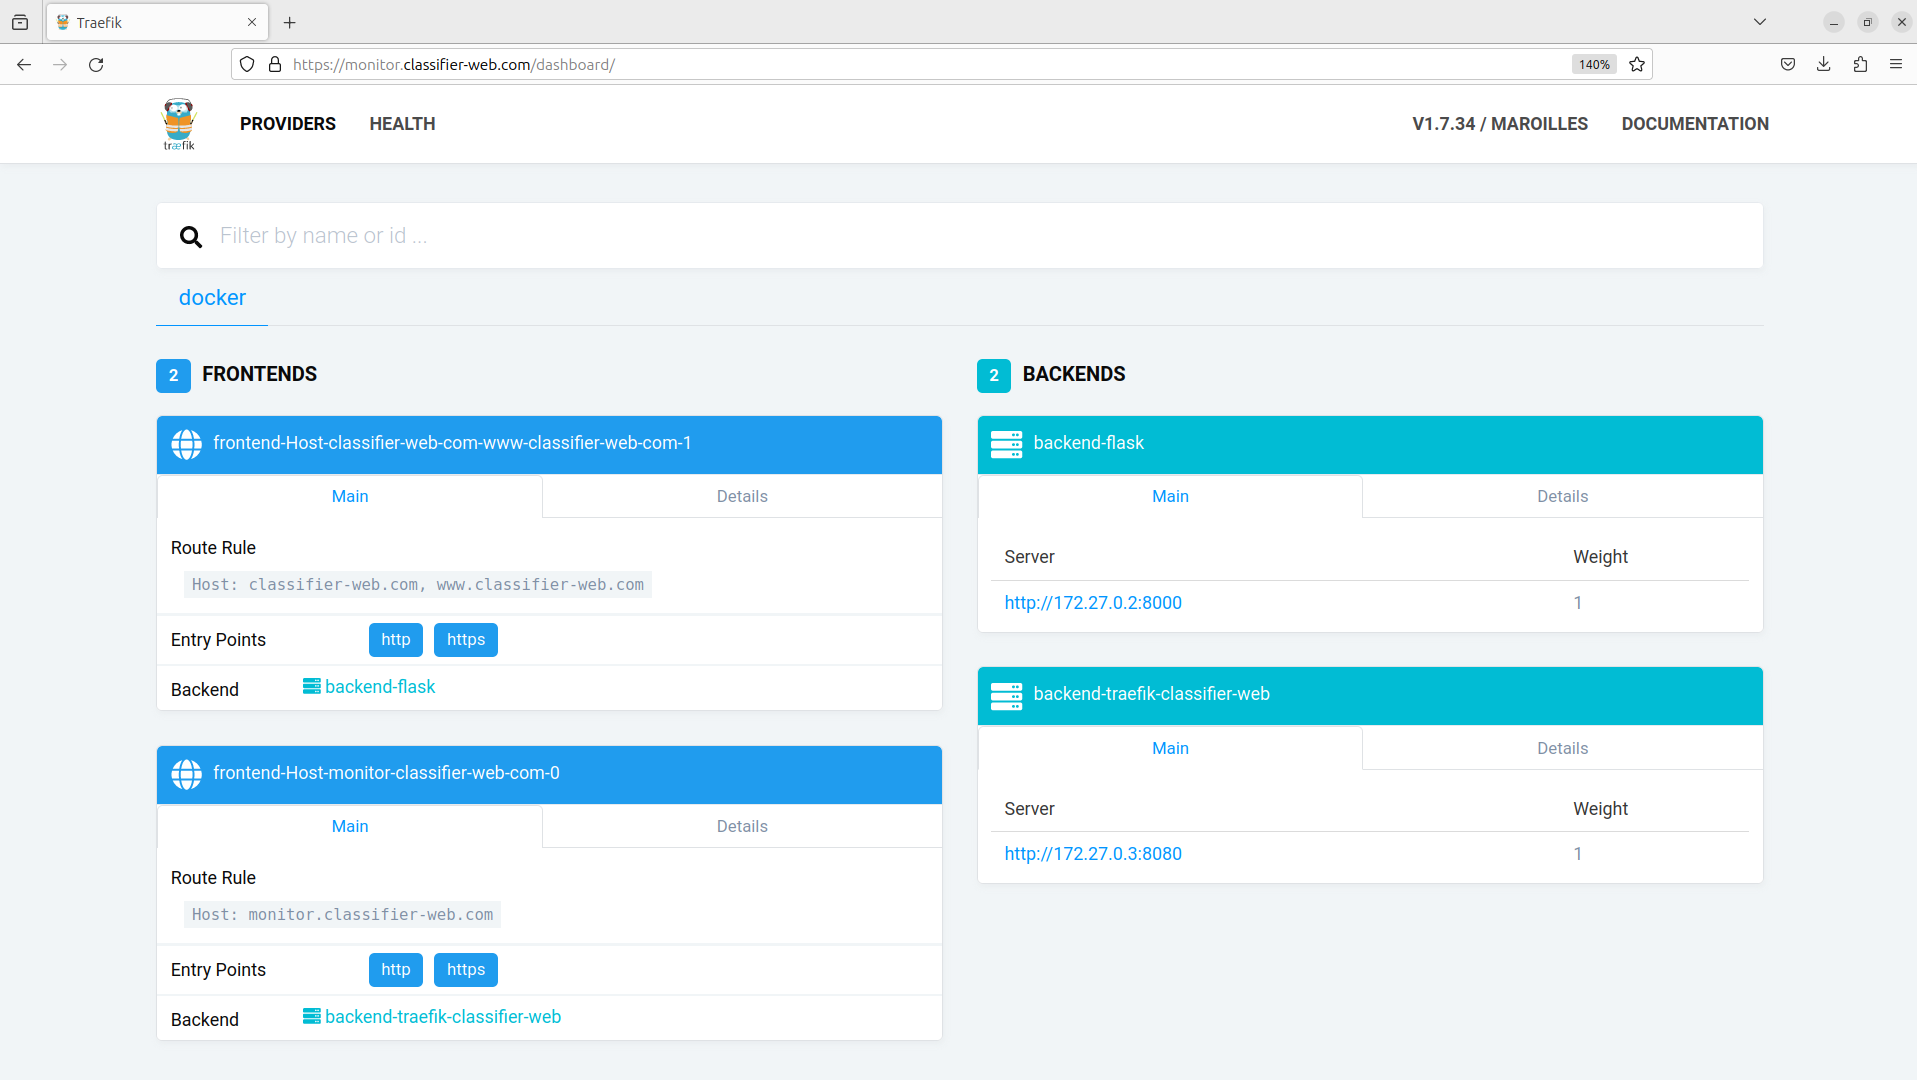 Traefik
https://monitor.classifier-web.com/dashboard/
140%
træfik
PROVIDERS
HEALTH
V1.7.34 / MAROILLES
DOCUMENTATION
Filter by name or id ...
docker
2 FRONTENDS
frontend-Host-classifier-web-com-www-classifier-web-com-1
Main
Details
Route Rule
Host: classifier-web.com, www.classifier-web.com
Entry Points
http
https
Backend
backend-flask
frontend-Host-monitor-classifier-web-com-0
Main
Details
Route Rule
Host: monitor.classifier-web.com
Entry Points
http
https
Backend
backend-traefik-classifier-web
2 BACKENDS
backend-flask
Main
Details
Server
Weight
http://172.27.0.2:8000
1
backend-traefik-classifier-web
Main
Details
Server
Weight
http://172.27.0.3:8080
1